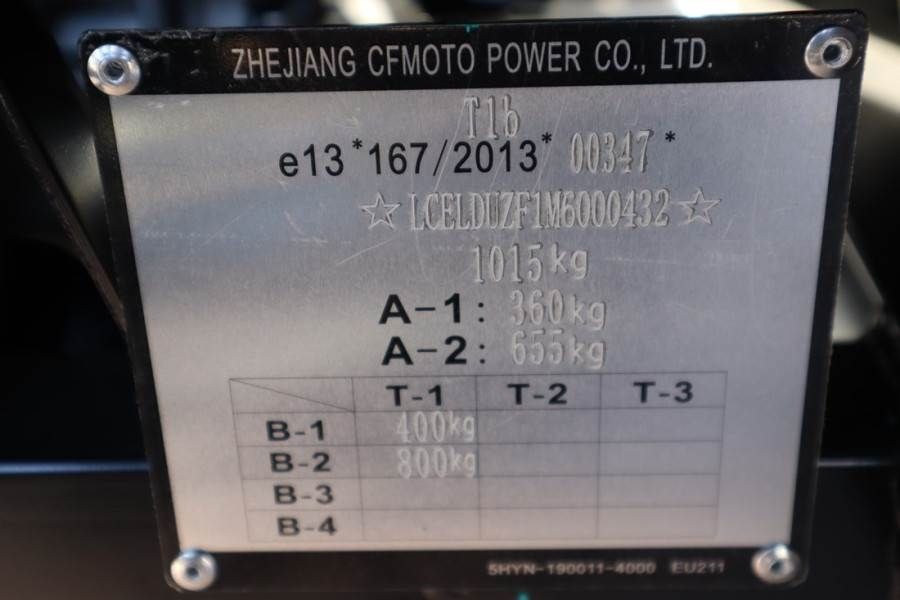 ZHEJIANG CFMOTO POWER CO., LTD.
T1b
e13*167/2013*00347*
☆LCELDUZF1M6000432☆
1015kg
A-1: 360kg
A-2: 655kg
T-1 T-2 T-3
B-1 400kg
B-2 800kg
B-3
B-4
5HYN-190011-4000 EU211